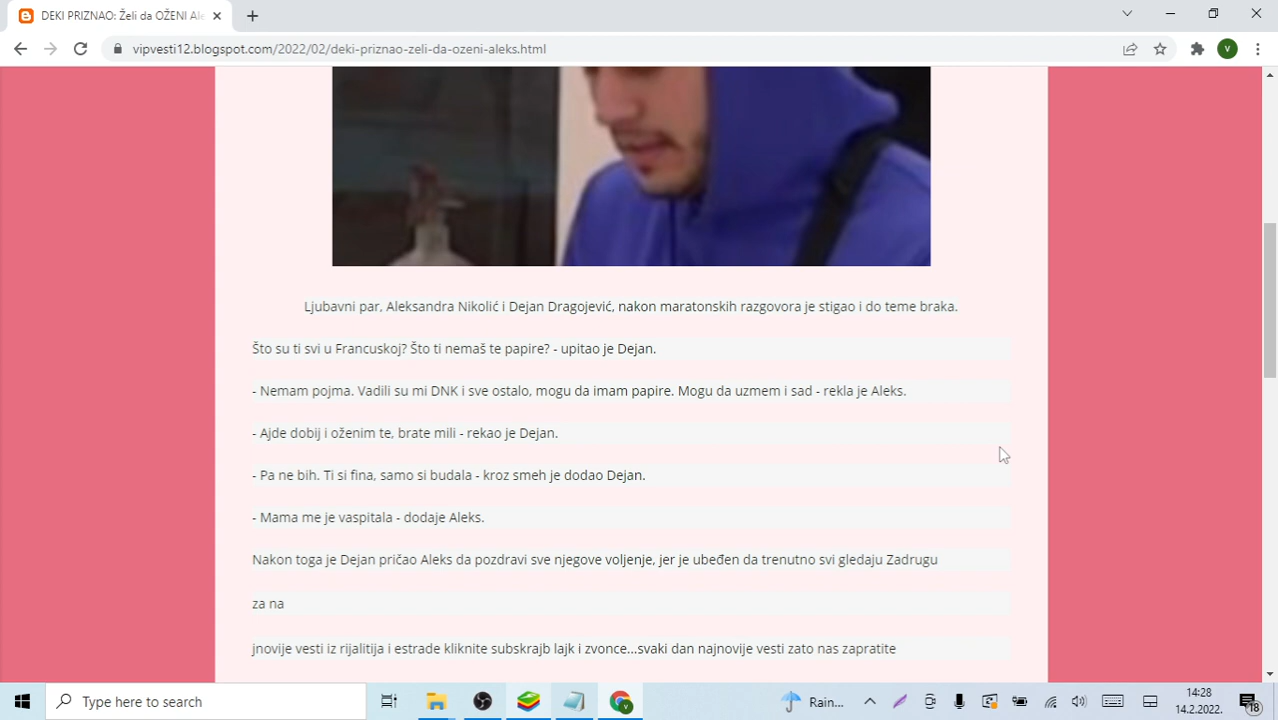 DEKI PRIZNAO: Želi da OŽENI Ale
vipvesti12.blogspot.com/2022/02/deki-priznao-zeli-da-ozeni-aleks.html
V
Ljubavni par, Aleksandra Nikolić i Dejan Dragojević, nakon maratonskih razgovora je stigao i do teme braka.
Što su ti svi u Francuskoj? Što ti nemaš te papire? - upitao je Dejan.
- Nemam pojma. Vadili su mi DNK i sve ostalo, mogu da imam papire. Mogu da uzmem i sad - rekla je Aleks.
- Ajde dobij i oženim te, brate mili - rekao je Dejan.
- Pa ne bih. Ti si fina, samo si budala - kroz smeh je dodao Dejan.
- Mama me je vaspitala - dodaje Aleks.
Nakon toga je Dejan pričao Aleks da pozdravi sve njegove voljenje, jer je ubeđen da trenutno svi gledaju Zadrugu
za na
jnovije vesti iz rijalitija i estrade kliknite subskrajb lajk i zvonce...svaki dan najnovije vesti zato nas zapratite
Type here to search
V
Rain...
14:28
14.2.2022.
18